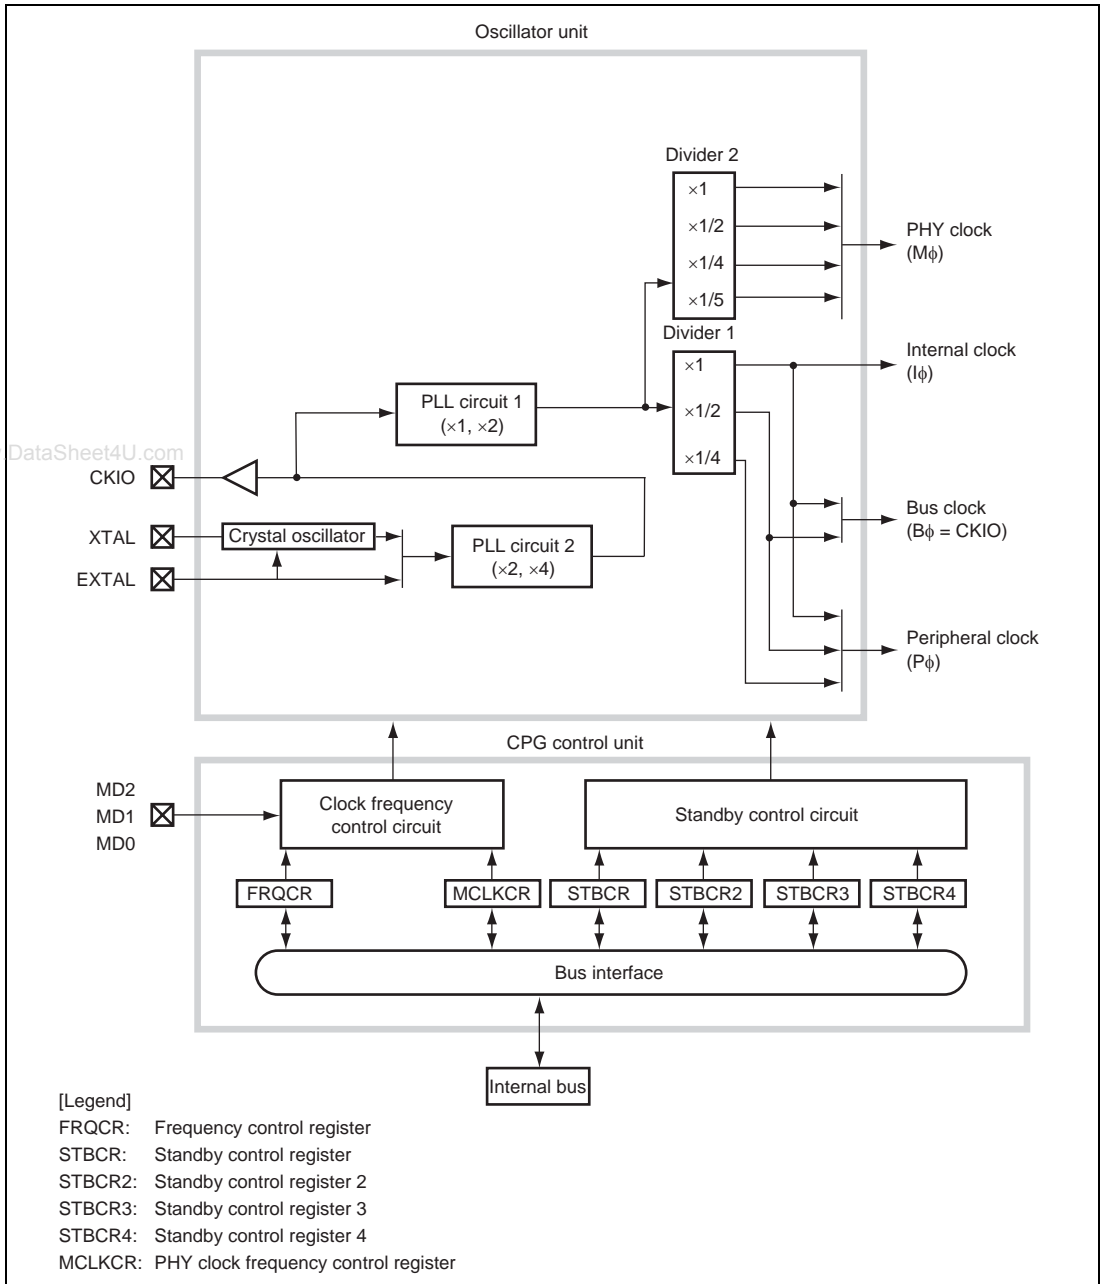 Oscillator unit
Divider 2
×1
×1/2
×1/4
×1/5
PHY clock
(Mϕ)
Divider 1
×1
×1/2
×1/4
Internal clock
(Iϕ)
PLL circuit 1
(×1, ×2)
.DataSheet4U.com
CKIO
XTAL
Crystal oscillator
EXTAL
PLL circuit 2
(×2, ×4)
Bus clock
(Bϕ = CKIO)
Peripheral clock
(Pϕ)
CPG control unit
MD2
MD1
MD0
Clock frequency
control circuit
Standby control circuit
FRQCR
MCLKCR
STBCR
STBCR2
STBCR3
STBCR4
Bus interface
Internal bus
[Legend]
FRQCR: Frequency control register
STBCR: Standby control register
STBCR2: Standby control register 2
STBCR3: Standby control register 3
STBCR4: Standby control register 4
MCLKCR: PHY clock frequency control register